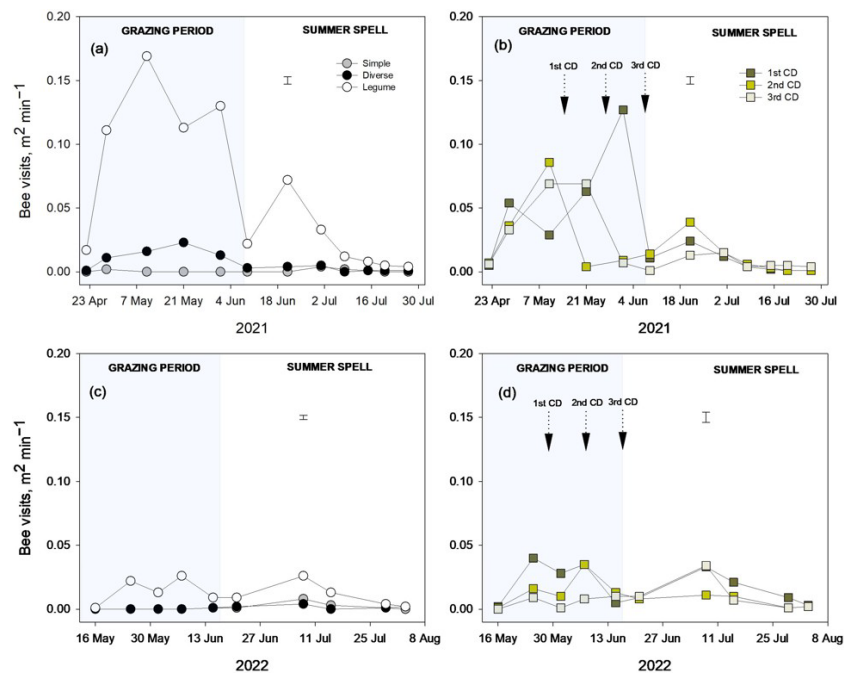 0.20
0.15
0.10
0.05
0.00
Bee visits, m² min⁻¹
(a)
GRAZING PERIOD
SUMMER SPELL
Simple
Diverse
Legume
23 Apr
7 May
21 May
4 Jun
18 Jun
2 Jul
16 Jul
30 Jul
2021
0.20
0.15
0.10
0.05
0.00
(b)
GRAZING PERIOD
SUMMER SPELL
1st CD
2nd CD
3rd CD
1st CD
2nd CD
3rd CD
23 Apr
7 May
21 May
4 Jun
18 Jun
2 Jul
16 Jul
30 Jul
2021
0.20
0.15
0.10
0.05
0.00
Bee visits, m² min⁻¹
(c)
GRAZING PERIOD
SUMMER SPELL
16 May
30 May
13 Jun
27 Jun
11 Jul
25 Jul
8 Aug
2022
0.20
0.15
0.10
0.05
0.00
(d)
GRAZING PERIOD
SUMMER SPELL
1st CD
2nd CD
3rd CD
16 May
30 May
13 Jun
27 Jun
11 Jul
25 Jul
8 Aug
2022